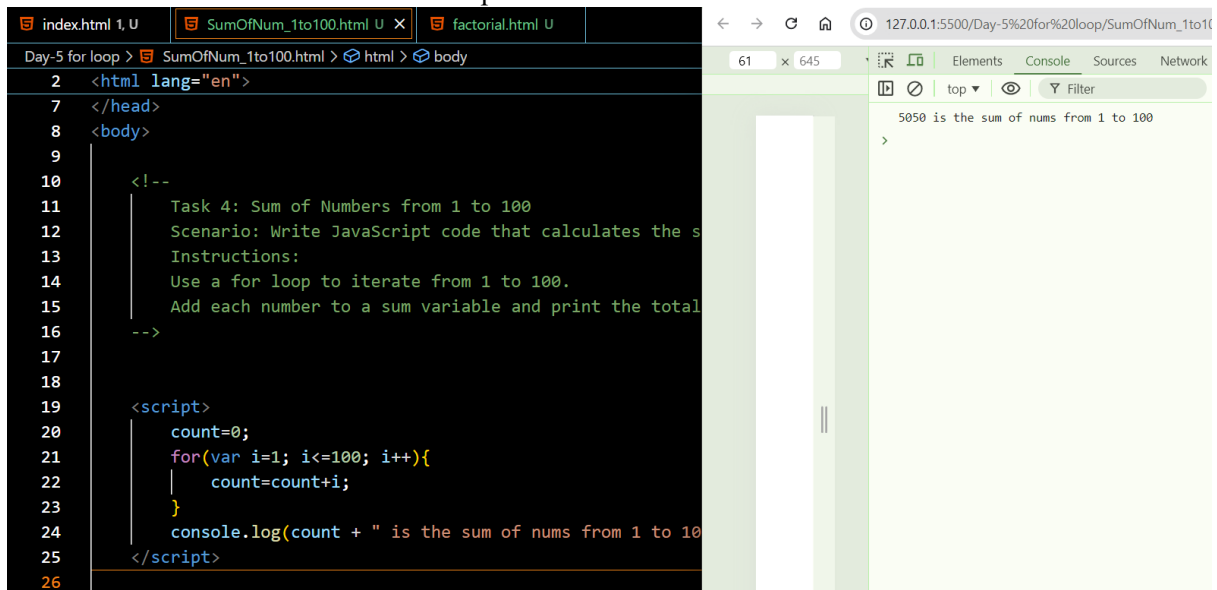 index.html 1, U
SumOfNum_1to100.html U
factorial.html U
Day-5 for loop > SumOfNum_1to100.html > html > body
2 <html lang="en">
7 </head>
8 <body>
9
10 <!--
11 Task 4: Sum of Numbers from 1 to 100
12 Scenario: Write JavaScript code that calculates the s
13 Instructions:
14 Use a for loop to iterate from 1 to 100.
15 Add each number to a sum variable and print the total
16 -->
17
18
19 <script>
20 count=0;
21 for(var i=1; i<=100; i++){
22 count=count+i;
23 }
24 console.log(count + " is the sum of nums from 1 to 10
25 </script>
26
127.0.0.1:5500/Day-5%20for%20loop/SumOfNum_1to10
61 × 645
Elements Console Sources Network
top Filter
5050 is the sum of nums from 1 to 100
>